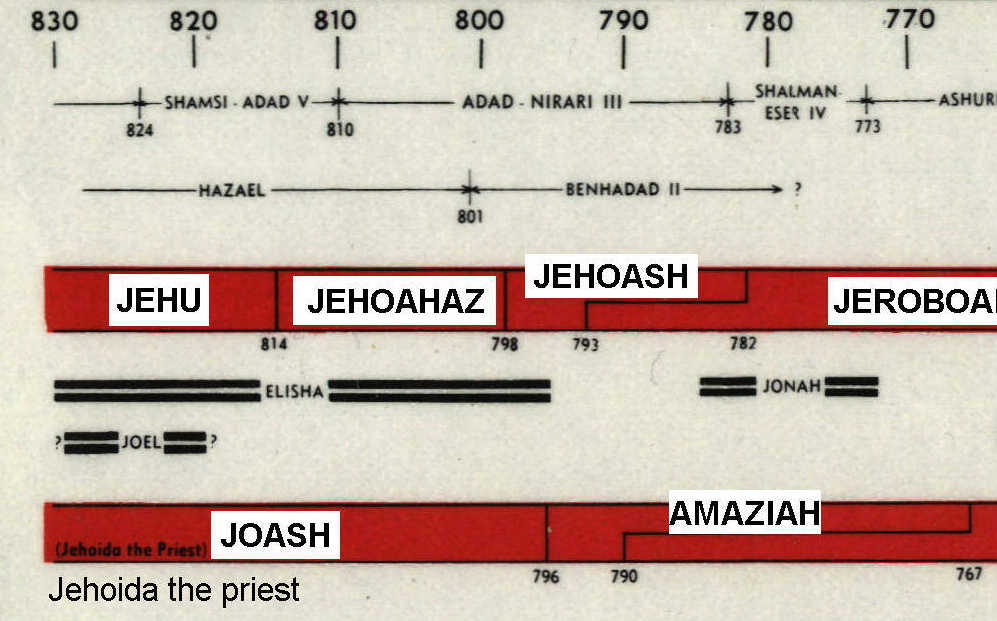 830 820 810 800 790 780 770
SHAMSI - ADAD V ADAD - NIRARI III SHALMAN-
ESER IV ASHUR
824 810 783 773
HAZAEL BENHADAD II ?
801
JEHU JEHOAHAZ JEHOASH JEROBOA
814 798 793 782
ELISHA JONAH
? JOEL ?
(Jehoida the Priest) JOASH AMAZIAH
796 790 767
Jehoida the priest